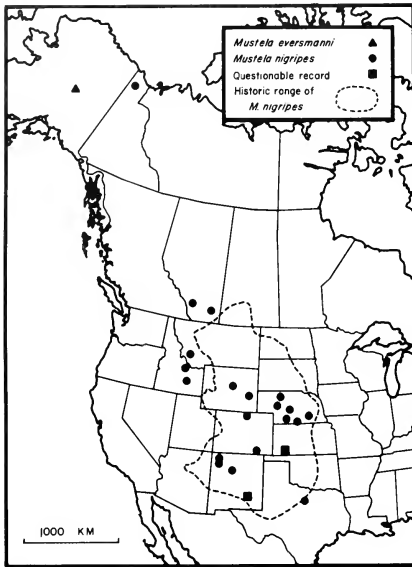 Mustela eversmanni
Mustela nigripes
Questionable record
Historic range of
M. nigripes
1000 KM